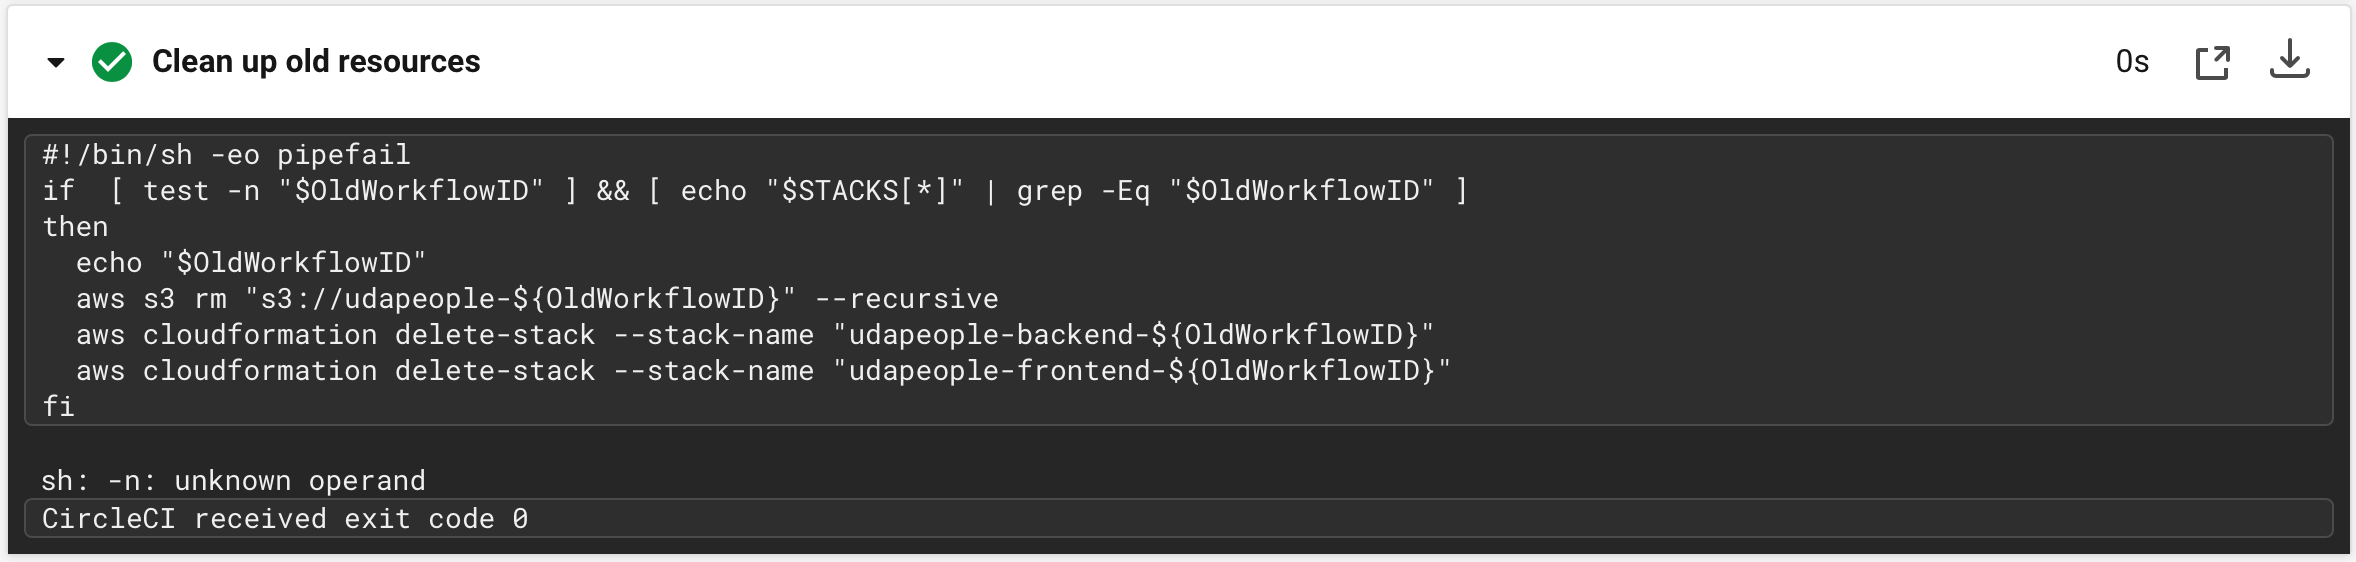 Clean up old resources
0s
#!/bin/sh -eo pipefail
if  [ test -n "$OldWorkflowID" ] && [ echo "$STACKS[*]" | grep -Eq "$OldWorkflowID" ]
then
  echo "$OldWorkflowID"
  aws s3 rm "s3://udapeople-${OldWorkflowID}" --recursive
  aws cloudformation delete-stack --stack-name "udapeople-backend-${OldWorkflowID}"
  aws cloudformation delete-stack --stack-name "udapeople-frontend-${OldWorkflowID}"
fi
sh: -n: unknown operand
CircleCI received exit code 0